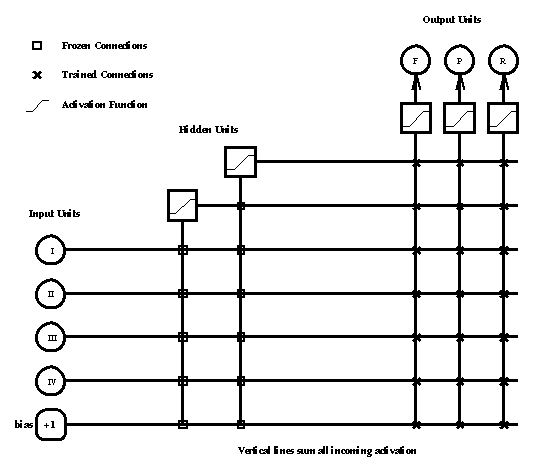 Output Units
Frozen Connections
F P R
Trained Connections
Activation Function
Hidden Units
Input Units
I
II
III
IV
bias +1
Vertical lines sum all incoming activation